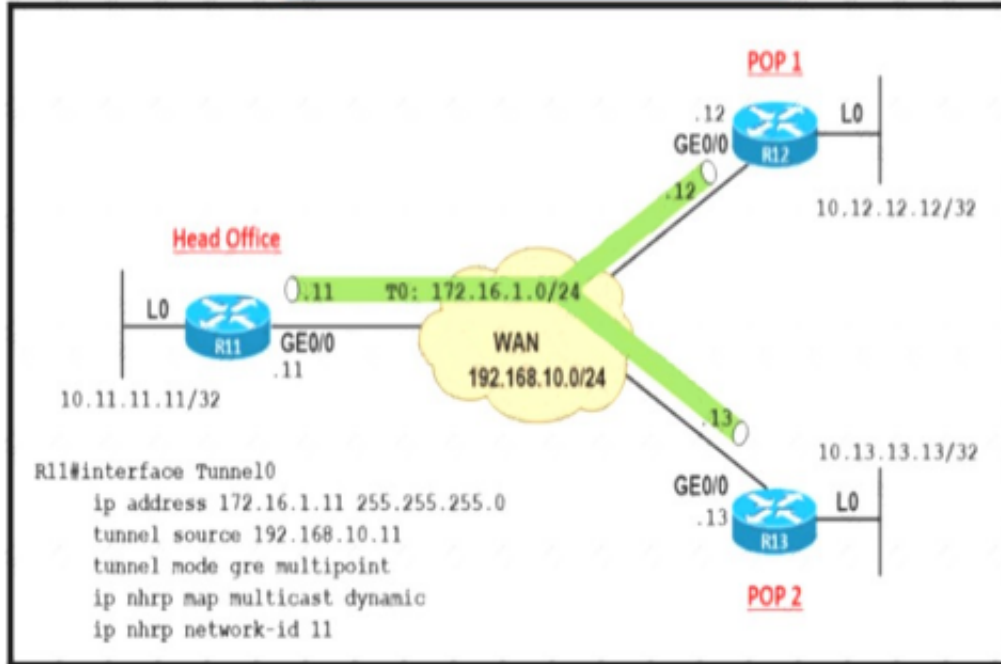 POP 1
.12
GE0/0
L0
R12
.12
10.12.12.12/32
Head Office
.11
T0: 172.16.1.0/24
L0
R11
GE0/0
.11
WAN
192.168.10.0/24
10.11.11.11/32
.13
10.13.13.13/32
GE0/0
.13
L0
R13
POP 2
R11#interface Tunnel0
ip address 172.16.1.11 255.255.255.0
tunnel source 192.168.10.11
tunnel mode gre multipoint
ip nhrp map multicast dynamic
ip nhrp network-id 11